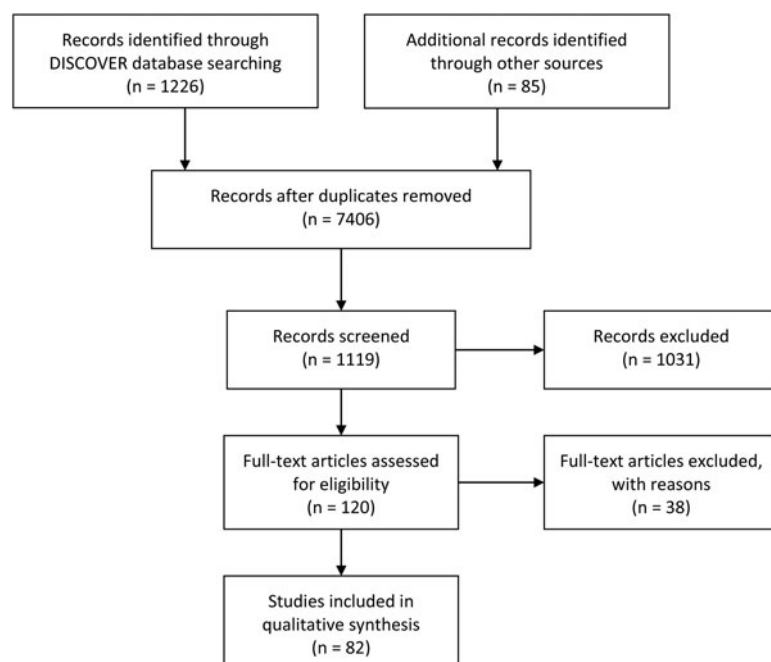 Records identified through
DISCOVER database searching
(n = 1226)
Additional records identified
through other sources
(n = 85)
Records after duplicates removed
(n = 7406)
Records screened
(n = 1119)
Records excluded
(n = 1031)
Full-text articles assessed
for eligibility
(n = 120)
Full-text articles excluded,
with reasons
(n = 38)
Studies included in
qualitative synthesis
(n = 82)